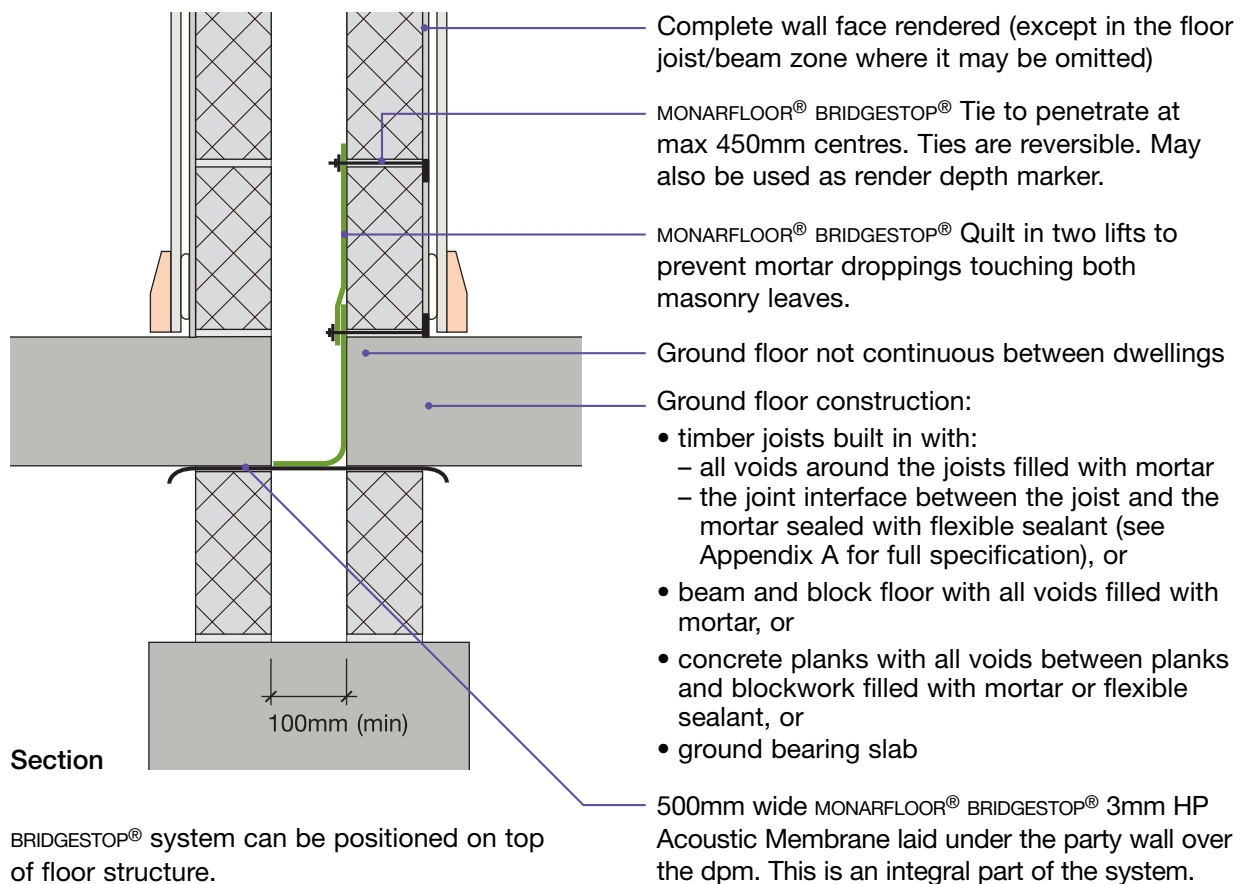 Complete wall face rendered (except in the floor
joist/beam zone where it may be omitted)
MONARFLOOR® BRIDGESTOP® Tie to penetrate at
max 450mm centres. Ties are reversible. May
also be used as render depth marker.
MONARFLOOR® BRIDGESTOP® Quilt in two lifts to
prevent mortar droppings touching both
masonry leaves.
Ground floor not continuous between dwellings
Ground floor construction:
• timber joists built in with:
– all voids around the joists filled with mortar
– the joint interface between the joist and the
mortar sealed with flexible sealant (see
Appendix A for full specification), or
• beam and block floor with all voids filled with
mortar, or
• concrete planks with all voids between planks
and blockwork filled with mortar or flexible
sealant, or
• ground bearing slab
500mm wide MONARFLOOR® BRIDGESTOP® 3mm HP
Acoustic Membrane laid under the party wall over
the dpm. This is an integral part of the system.
100mm (min)
Section
BRIDGESTOP® system can be positioned on top
of floor structure.